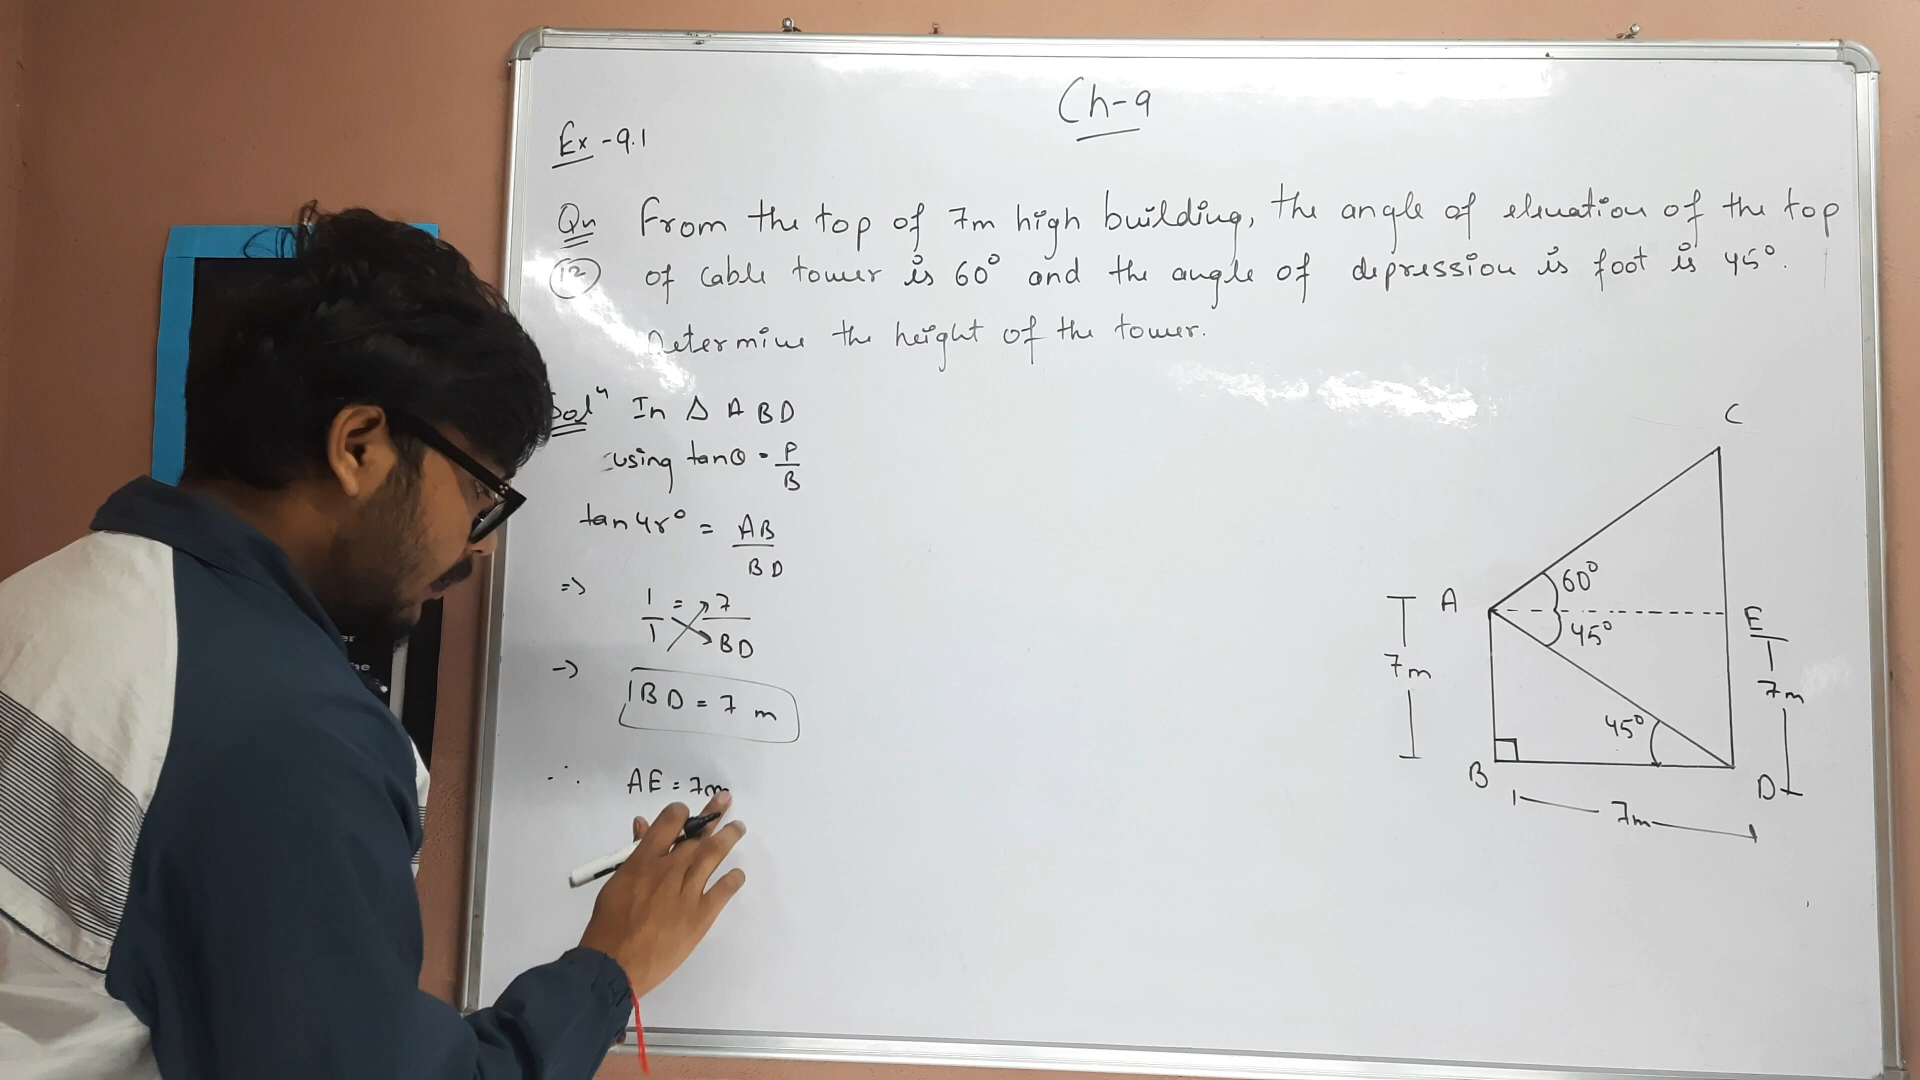 Ch-9
Ex-9.1
Qn From the top of 7m high building, the angle of elevation of the top
12 of cable tower is 60° and the angle of depression is foot is 45°.
Determine the height of the tower.
Solⁿ In Δ ABD
using tanθ = P/B
tan45° = AB/BD
=> 1/1 = 7/BD
-> 1BD = 7 m
∴ AE = 7m
C
60°
A
E
45°
7m
7m
45°
B
D
7m